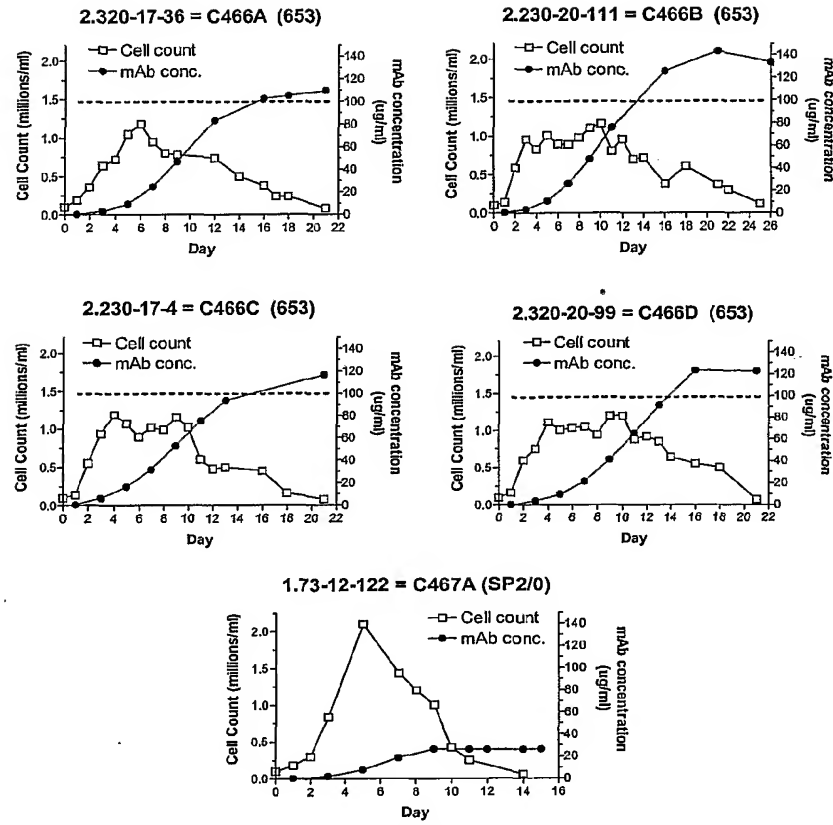 2.320-17-36 = C466A (653)
Cell count
mAb conc.
Cell Count (millions/ml)
2.0
1.5
1.0
0.5
0.0
140
120
100
80
60
40
20
0
mAb concentration
(ug/ml)
0 2 4 6 8 10 12 14 16 18 20 22
Day
2.230-20-111 = C466B (653)
Cell count
mAb conc.
Cell Count (millions/ml)
2.0
1.5
1.0
0.5
0.0
140
120
100
80
60
40
20
0
mAb concentration
(ug/ml)
0 2 4 6 8 10 12 14 16 18 20 22 24 26
Day
2.230-17-4 = C466C (653)
Cell count
mAb conc.
Cell Count (millions/ml)
2.0
1.5
1.0
0.5
0.0
140
120
100
80
60
40
20
0
mAb concentration
(ug/ml)
0 2 4 6 8 10 12 14 16 18 20 22
Day
2.320-20-99 = C466D (653)
Cell count
mAb conc.
Cell Count (millions/ml)
2.0
1.5
1.0
0.5
0.0
140
120
100
80
60
40
20
0
mAb concentration
(ug/ml)
0 2 4 6 8 10 12 14 16 18 20 22
Day
1.73-12-122 = C467A (SP2/0)
Cell count
mAb conc.
Cell Count (millions/ml)
2.0
1.5
1.0
0.5
0.0
140
120
100
80
60
40
20
0
mAb concentration
(ug/ml)
0 2 4 6 8 10 12 14 16
Day